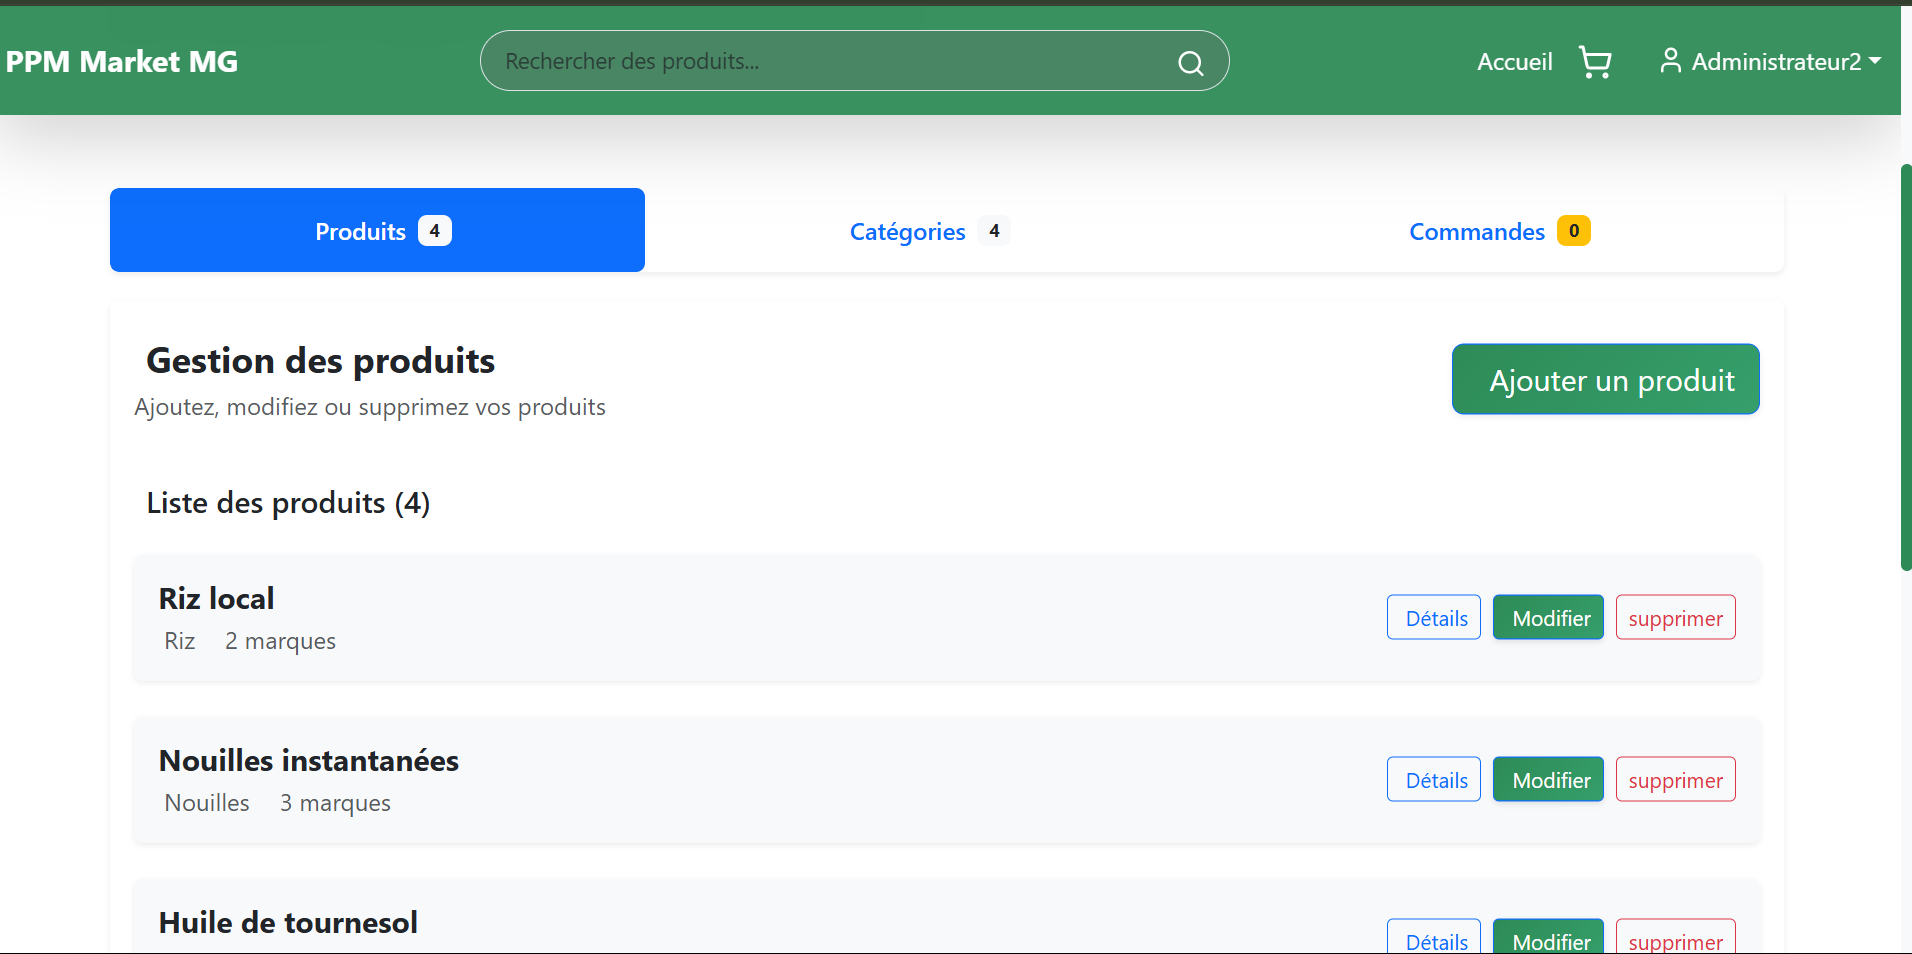 PPM Market MG
Rechercher des produits...
Accueil
Administrateur2
Produits 4
Catégories 4
Commandes 0
Gestion des produits
Ajoutez, modifiez ou supprimez vos produits
Ajouter un produit
Liste des produits (4)
Riz local
Riz 2 marques
Détails Modifier supprimer
Nouilles instantanées
Nouilles 3 marques
Détails Modifier supprimer
Huile de tournesol
Détails Modifier supprimer